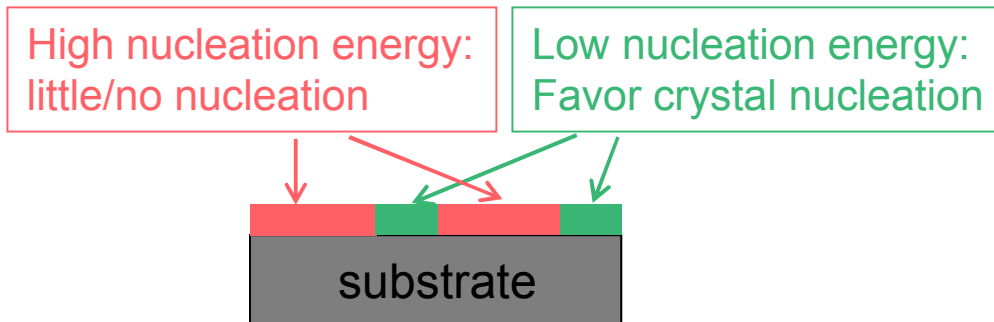 High nucleation energy:
little/no nucleation
Low nucleation energy:
Favor crystal nucleation
substrate